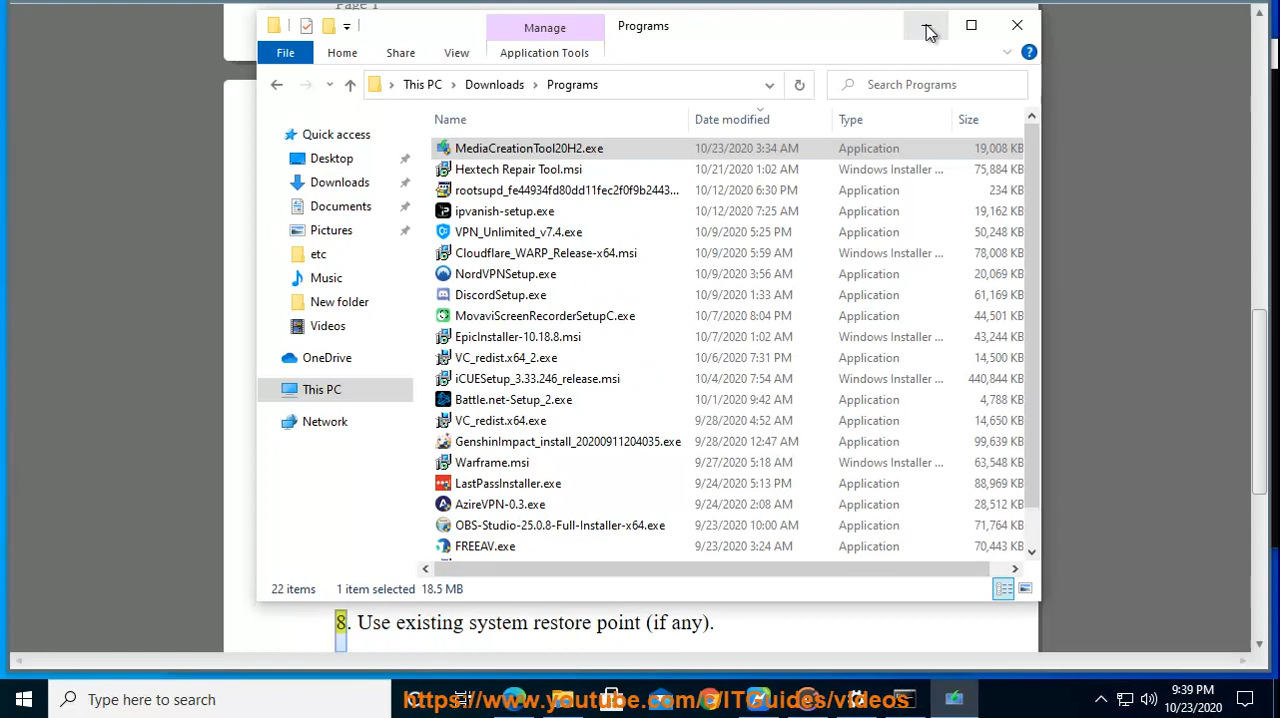 Page 1
Manage
Programs
File
Home
Share
View
Application Tools
This PC
Downloads
Programs
Search Programs
Name
Date modified
Type
Size
Quick access
Desktop
Downloads
Documents
Pictures
etc
Music
New folder
Videos
OneDrive
This PC
Network
MediaCreationTool20H2.exe 10/23/2020 3:34 AM Application 19,008 KB
Hextech Repair Tool.msi 10/21/2020 1:02 AM Windows Installer ... 75,884 KB
rootsupd_fe44934fd80dd11fec2f0f9b2443... 10/12/2020 6:30 PM Application 234 KB
ipvanish-setup.exe 10/12/2020 7:25 AM Application 19,162 KB
VPN_Unlimited_v7.4.exe 10/9/2020 5:25 PM Application 50,248 KB
Cloudflare_WARP_Release-x64.msi 10/9/2020 5:59 AM Windows Installer ... 78,008 KB
NordVPNSetup.exe 10/9/2020 3:56 AM Application 20,069 KB
DiscordSetup.exe 10/9/2020 1:33 AM Application 61,169 KB
MovaviScreenRecorderSetupC.exe 10/7/2020 8:04 PM Application 44,501 KB
EpicInstaller-10.18.8.msi 10/7/2020 1:02 AM Windows Installer ... 43,244 KB
VC_redist.x64_2.exe 10/6/2020 7:31 PM Application 14,500 KB
iCUESetup_3.33.246_release.msi 10/4/2020 7:54 AM Windows Installer ... 440,844 KB
Battle.net-Setup_2.exe 10/1/2020 9:42 AM Application 4,788 KB
VC_redist.x64.exe 9/28/2020 4:52 AM Application 14,650 KB
GenshinImpact_install_20200911204035.exe 9/28/2020 12:47 AM Application 99,639 KB
Warframe.msi 9/27/2020 5:18 AM Windows Installer ... 63,548 KB
LastPassInstaller.exe 9/24/2020 5:13 PM Application 88,969 KB
AzireVPN-0.3.exe 9/24/2020 2:08 AM Application 28,512 KB
OBS-Studio-25.0.8-Full-Installer-x64.exe 9/23/2020 10:00 AM Application 71,764 KB
FREEAV.exe 9/23/2020 3:24 AM Application 70,443 KB
22 items 1 item selected 18.5 MB
8. Use existing system restore point (if any).
Type here to search
https://www.youtube.com/@ITGuides/videos
9:39 PM
10/23/2020